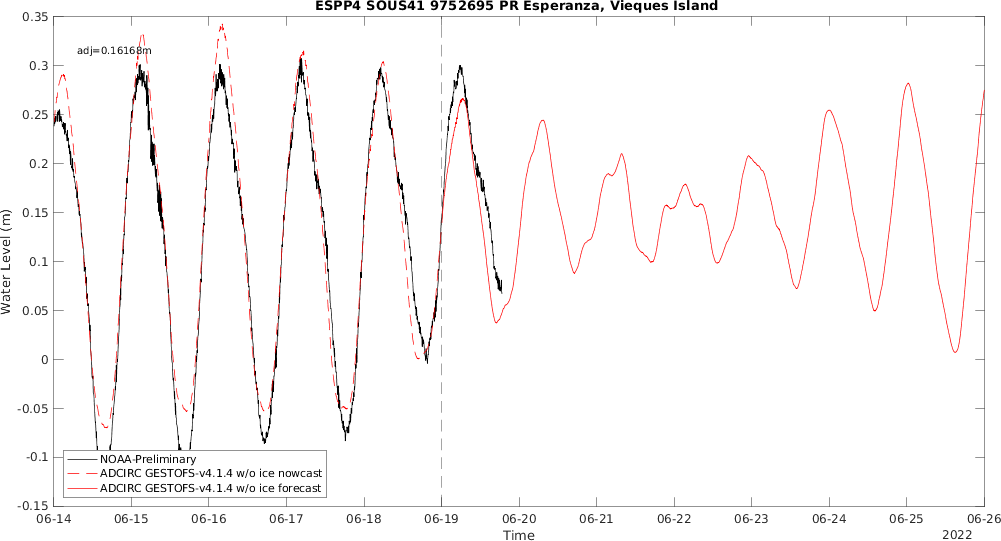 ESPP4 SOUS41 9752695 PR Esperanza, Vieques Island
adj=0.16168m
0.35
0.3
0.25
0.2
0.15
0.1
0.05
0
-0.05
-0.1
-0.15
Water Level (m)
NOAA-Preliminary
ADCIRC GESTOFS-v4.1.4 w/o ice nowcast
ADCIRC GESTOFS-v4.1.4 w/o ice forecast
06-14 06-15 06-16 06-17 06-18 06-19 06-20 06-21 06-22 06-23 06-24 06-25 06-26
Time
2022